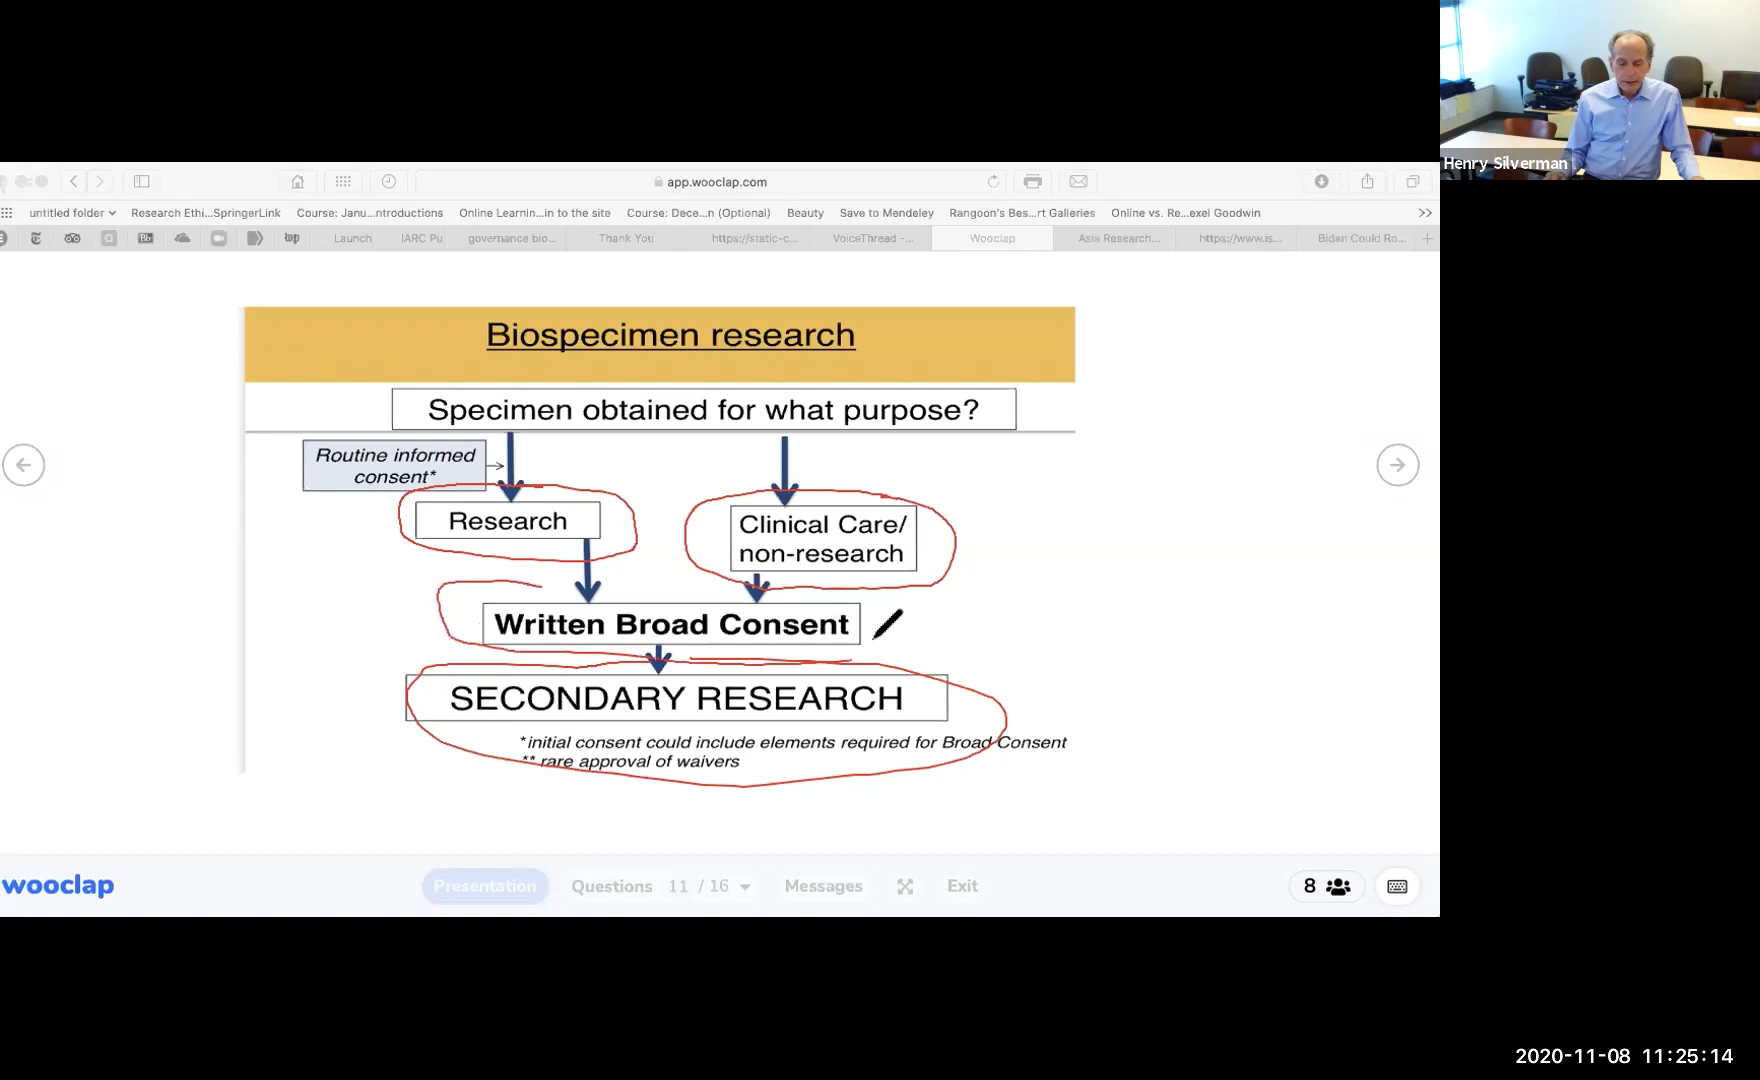 Henry Silverman
app.wooclap.com
untitled folder
Research Ethi...SpringerLink
Course: Janu...ntroductions
Online Learnin...in to the site
Course: Dece...n (Optional)
Beauty
Save to Mendeley
Rangoon's Bes...rt Galleries
Online vs. Re...exel Goodwin
Launch
IARC Pu
governance bio...
Thank You
https://static-c...
VoiceThread -...
Wooclap
Asia Research...
https://www.is...
Biden Could Ro...
Biospecimen research
Specimen obtained for what purpose?
Routine informed
consent*
Research
Clinical Care/
non-research
Written Broad Consent
SECONDARY RESEARCH
*initial consent could include elements required for Broad Consent
** rare approval of waivers
wooclap
Presentation
Questions 11 / 16
Messages
Exit
8
2020-11-08 11:25:14